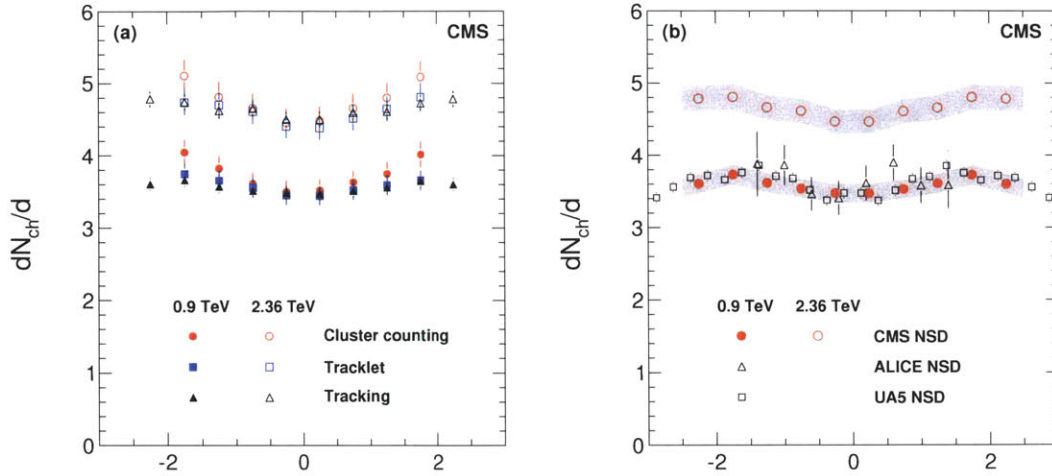 (a) CMS
6
5
4
3
2
1
0
dN_ch/d
0.9 TeV 2.36 TeV
Cluster counting
Tracklet
Tracking
-2 0 2
(b) CMS
6
5
4
3
2
1
0
dN_ch/d
0.9 TeV 2.36 TeV
CMS NSD
ALICE NSD
UA5 NSD
-2 0 2